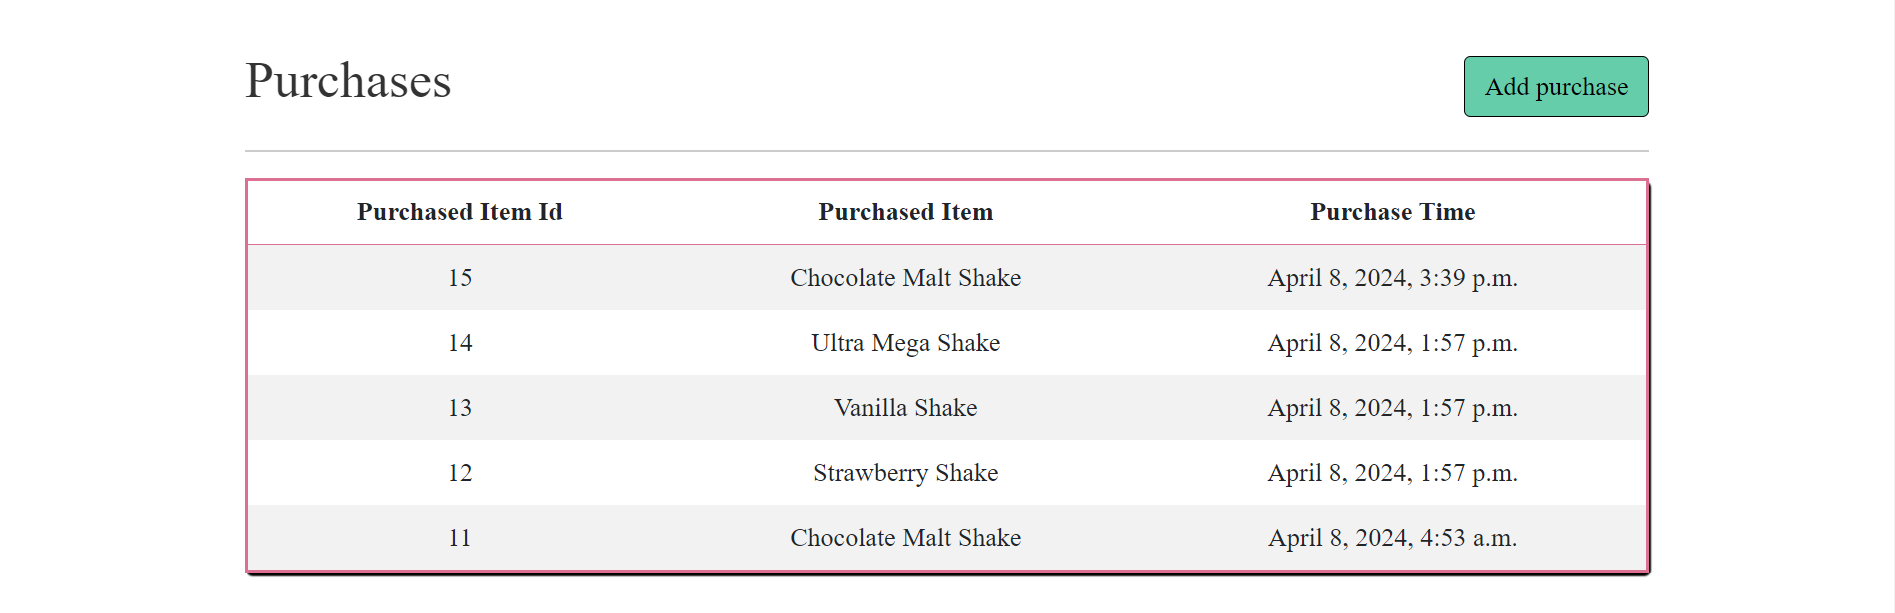 Purchases
Add purchase
Purchased Item Id Purchased Item Purchase Time
15 Chocolate Malt Shake April 8, 2024, 3:39 p.m.
14 Ultra Mega Shake April 8, 2024, 1:57 p.m.
13 Vanilla Shake April 8, 2024, 1:57 p.m.
12 Strawberry Shake April 8, 2024, 1:57 p.m.
11 Chocolate Malt Shake April 8, 2024, 4:53 a.m.